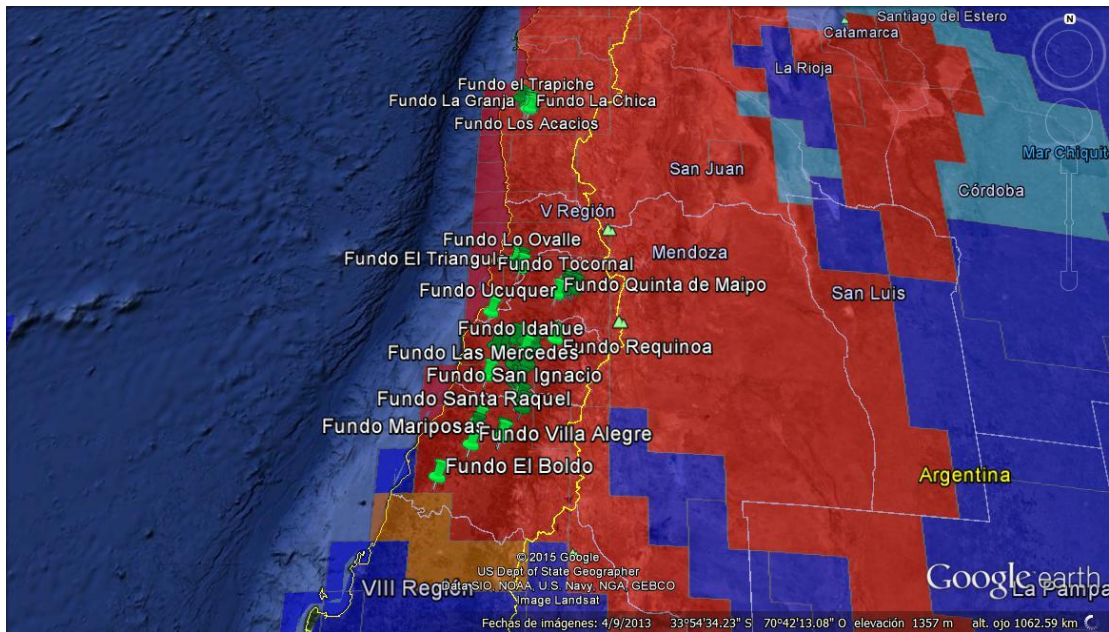 N
Santiago del Estero
Catamarca
La Rioja
Fundo el Trapiche
Fundo La Granja
Fundo La Chica
Fundo Los Acacios
Mar Chiquit
San Juan
Córdoba
V Región
Fundo Lo Ovalle
Mendoza
Fundo El Triangul
Fundo Tocornal
Fundo Ucuquer
Fundo Quinta de Maipo
San Luis
Fundo Idahue
Fundo Las Mercedes
Fundo Requinoa
Fundo San Ignacio
Fundo Santa Raquel
Fundo Mariposas
Fundo Villa Alegre
Fundo El Boldo
Argentina
© 2015 Google
US Dept of State Geographer
Data SIO, NOAA, U.S. Navy, NGA, GEBCO
Image Landsat
VIII Región
Google earth
La Pampa
Fechas de imágenes: 4/9/2013 33°54'34.23" S 70°42'13.08" O elevación 1357 m alt. ojo 1062.59 km